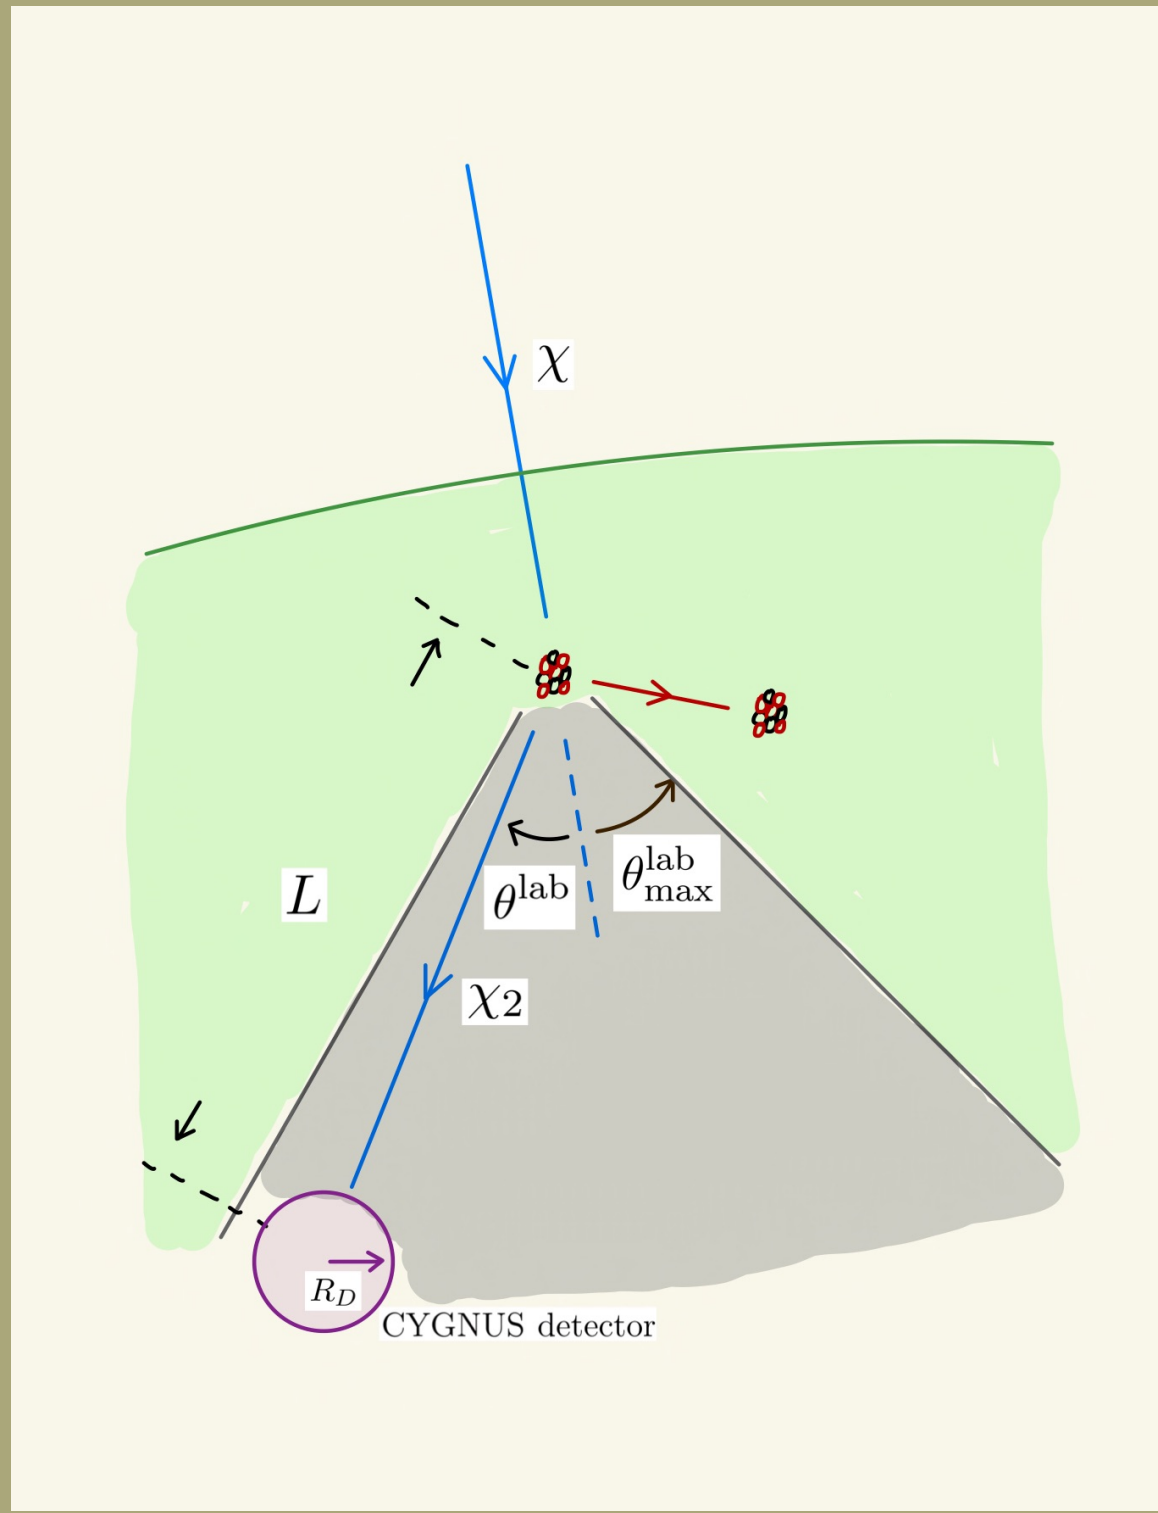 χ
L
θ^lab
θ^lab_max
χ2
R_D
CYGNUS detector